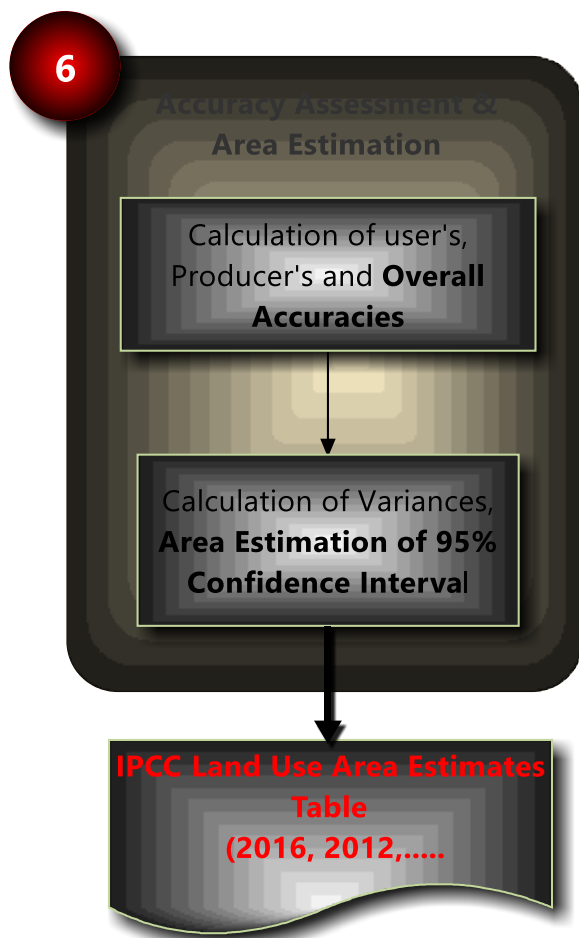 6
Accuracy Assessment &
Area Estimation
Calculation of user's,
Producer's and Overall
Accuracies
Calculation of Variances,
Area Estimation of 95%
Confidence Interval
IPCC Land Use Area Estimates
Table
(2016, 2012,.....